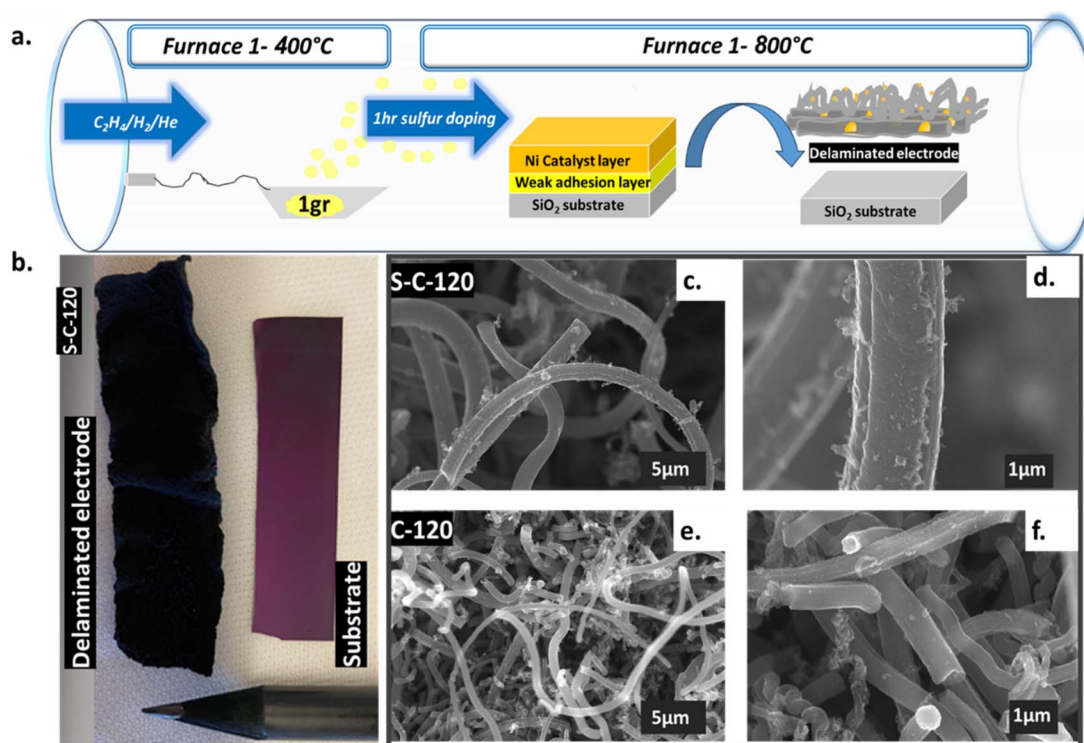 a.
Furnace 1- 400°C
Furnace 1- 800°C
C₂H₄/H₂/He
1hr sulfur doping
1gr
Ni Catalyst layer
Weak adhesion layer
SiO₂ substrate
Delaminated electrode
SiO₂ substrate
b.
S-C-120
Delaminated electrode
Substrate
S-C-120
c.
5µm
d.
1µm
C-120
e.
5µm
f.
1µm